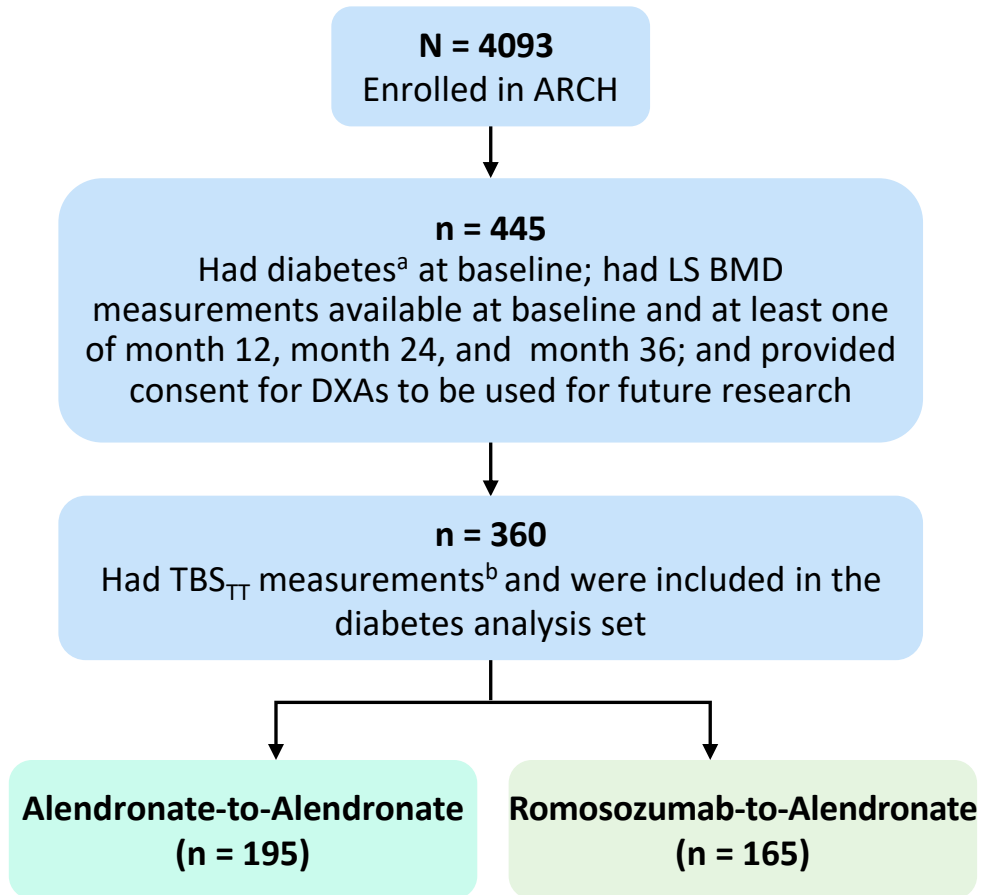 N = 4093
Enrolled in ARCH
n = 445
Had diabetesᵃ at baseline; had LS BMD
measurements available at baseline and at least one
of month 12, month 24, and  month 36; and provided
consent for DXAs to be used for future research
n = 360
Had TBS_TT measurementsᵇ and were included in the
diabetes analysis set
Alendronate-to-Alendronate
(n = 195)
Romosozumab-to-Alendronate
(n = 165)